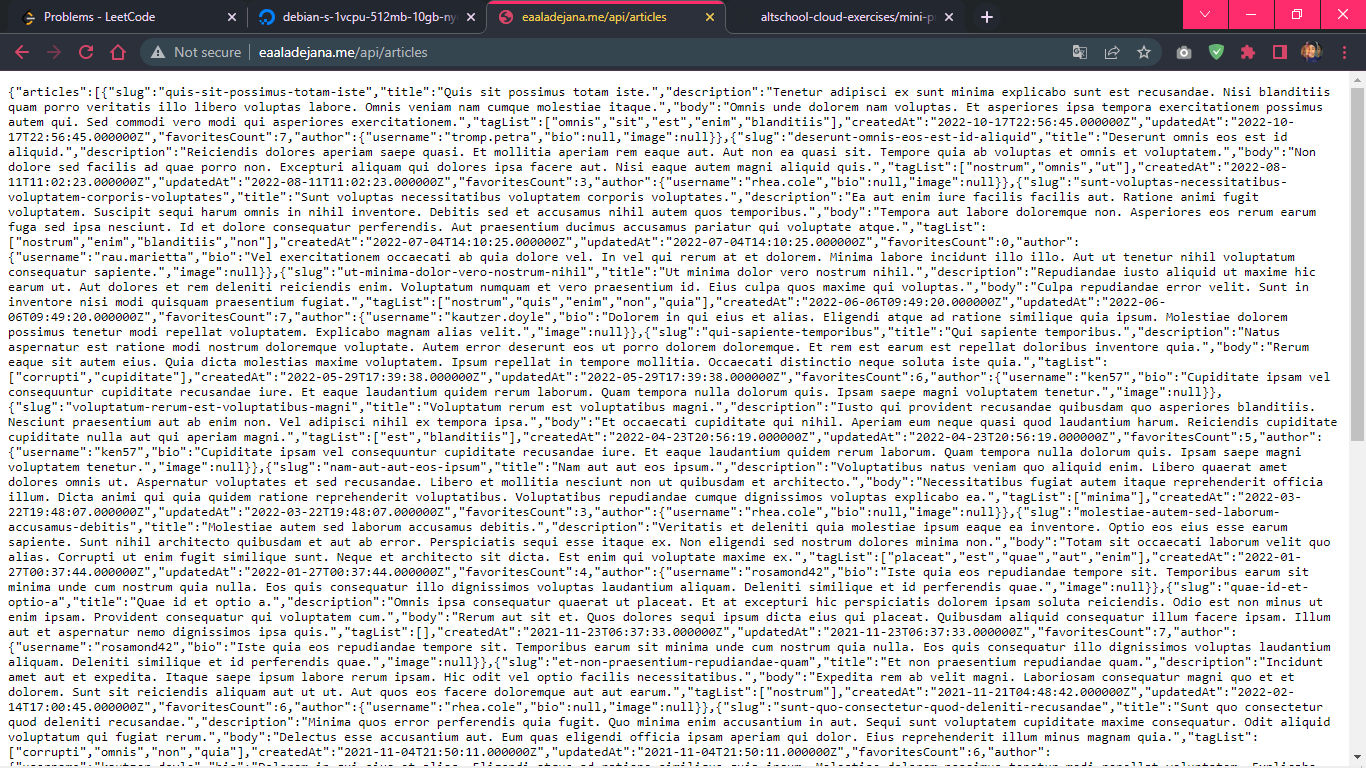 Problems - LeetCode
debian-s-1vcpu-512mb-10gb-ny
eaaladejana.me/api/articles
altschool-cloud-exercises/mini-p
Not secure
eaaladejana.me/api/articles
{"articles":[{"slug":"quis-sit-possimus-totam-iste","title":"Quis sit possimus totam iste.","description":"Tenetur adipisci ex sunt minima explicabo sunt est recusandae. Nisi blanditiis
quam porro veritatis illo libero voluptas labore. Omnis veniam nam cumque molestiae itaque.","body":"Omnis unde dolorem nam voluptas. Et asperiores ipsa tempora exercitationem possimus
autem qui. Sed commodi vero modi qui asperiores exercitationem.","tagList":["omnis","sit","est","enim","blanditiis"],"createdAt":"2022-10-17T22:56:45.000000Z","updatedAt":"2022-10-
17T22:56:45.000000Z","favoritesCount":7,"author":{"username":"tromp.petra","bio":null,"image":null}},{"slug":"deserunt-omnis-eos-est-id-aliquid","title":"Deserunt omnis eos est id
aliquid.","description":"Reiciendis dolores aperiam saepe quasi. Et mollitia aperiam rem eaque aut. Aut non ea quasi sit. Tempore quia ab voluptas et omnis et voluptatem.","body":"Non
dolore sed facilis ad quae porro non. Excepturi aliquam qui dolores ipsa facere aut. Nisi eaque autem magni aliquid quis.","tagList":["nostrum","omnis","ut"],"createdAt":"2022-08-
11T11:02:23.000000Z","updatedAt":"2022-08-11T11:02:23.000000Z","favoritesCount":3,"author":{"username":"rhea.cole","bio":null,"image":null}},{"slug":"sunt-voluptas-necessitatibus-
voluptatem-corporis-voluptates","title":"Sunt voluptas necessitatibus voluptatem corporis voluptates.","description":"Ea aut enim iure facilis facilis aut. Ratione animi fugit
voluptatem. Suscipit sequi harum omnis in nihil inventore. Debitis sed et accusamus nihil autem quos temporibus.","body":"Tempora aut labore doloremque non. Asperiores eos rerum earum
fuga sed ipsa nesciunt. Id et dolore consequatur perferendis. Aut praesentium ducimus accusamus pariatur qui voluptate atque.","tagList":
["nostrum","enim","blanditiis","non"],"createdAt":"2022-07-04T14:10:25.000000Z","updatedAt":"2022-07-04T14:10:25.000000Z","favoritesCount":0,"author":
{"username":"rau.marietta","bio":"Vel exercitationem occaecati ab quia dolore vel. In vel qui rerum at et dolorem. Minima labore incidunt illo illo. Aut ut tenetur nihil voluptatum
consequatur sapiente.","image":null}},{"slug":"ut-minima-dolor-vero-nostrum-nihil","title":"Ut minima dolor vero nostrum nihil.","description":"Repudiandae iusto aliquid ut maxime hic
earum ut. Aut dolores et rem deleniti reiciendis enim. Voluptatum numquam et vero praesentium id. Eius culpa quos maxime qui voluptas.","body":"Culpa repudiandae error velit. Sunt in
inventore nisi modi quisquam praesentium fugiat.","tagList":["nostrum","quis","enim","non","quia"],"createdAt":"2022-06-06T09:49:20.000000Z","updatedAt":"2022-06-
06T09:49:20.000000Z","favoritesCount":7,"author":{"username":"kautzer.doyle","bio":"Dolorem in qui eius et alias. Eligendi atque ad ratione similique quia ipsum. Molestiae dolorem
possimus tenetur modi repellat voluptatem. Explicabo magnam alias velit.","image":null}},{"slug":"qui-sapiente-temporibus","title":"Qui sapiente temporibus.","description":"Natus
aspernatur est ratione modi nostrum doloremque voluptate. Autem error deserunt eos ut porro dolorem doloremque. Et rem est earum est repellat doloribus inventore quia.","body":"Rerum
eaque sit autem eius. Quia dicta molestias maxime voluptatem. Ipsum repellat in tempore mollitia. Occaecati distinctio neque soluta iste quia.","tagList":
["corrupti","cupiditate"],"createdAt":"2022-05-29T17:39:38.000000Z","updatedAt":"2022-05-29T17:39:38.000000Z","favoritesCount":6,"author":{"username":"ken57","bio":"Cupiditate ipsam vel
consequuntur cupiditate recusandae iure. Et eaque laudantium quidem rerum laborum. Quam tempora nulla dolorum quis. Ipsam saepe magni voluptatem tenetur.","image":null}},
{"slug":"voluptatum-rerum-est-voluptatibus-magni","title":"Voluptatum rerum est voluptatibus magni.","description":"Iusto qui provident recusandae quibusdam quo asperiores blanditiis.
Nesciunt praesentium aut ab enim non. Vel adipisci nihil ex tempora ipsa.","body":"Et occaecati cupiditate qui nihil. Aperiam eum neque quasi quod laudantium harum. Reiciendis cupiditate
cupiditate nulla aut qui aperiam magni.","tagList":["est","blanditiis"],"createdAt":"2022-04-23T20:56:19.000000Z","updatedAt":"2022-04-23T20:56:19.000000Z","favoritesCount":5,"author":
{"username":"ken57","bio":"Cupiditate ipsam vel consequuntur cupiditate recusandae iure. Et eaque laudantium quidem rerum laborum. Quam tempora nulla dolorum quis. Ipsam saepe magni
voluptatem tenetur.","image":null}},{"slug":"nam-aut-aut-eos-ipsum","title":"Nam aut aut eos ipsum.","description":"Voluptatibus natus veniam quo aliquid enim. Libero quaerat amet
dolores omnis ut. Aspernatur voluptates et sed recusandae. Libero et mollitia nesciunt non ut quibusdam et architecto.","body":"Necessitatibus fugiat autem itaque reprehenderit officia
illum. Dicta animi qui quia quidem ratione reprehenderit voluptatibus. Voluptatibus repudiandae cumque dignissimos voluptas explicabo ea.","tagList":["minima"],"createdAt":"2022-03-
22T19:48:07.000000Z","updatedAt":"2022-03-22T19:48:07.000000Z","favoritesCount":3,"author":{"username":"rhea.cole","bio":null,"image":null}},{"slug":"molestiae-autem-sed-laborum-
accusamus-debitis","title":"Molestiae autem sed laborum accusamus debitis.","description":"Veritatis et deleniti quia molestiae ipsum eaque ea inventore. Optio eos eius esse earum
sapiente. Sunt nihil architecto quibusdam et aut ab error. Perspiciatis sequi esse itaque ex. Non eligendi sed nostrum dolores minima non.","body":"Totam sit occaecati laborum velit quo
alias. Corrupti ut enim fugit similique sunt. Neque et architecto sit dicta. Est enim qui voluptate maxime ex.","tagList":["placeat","est","quae","aut","enim"],"createdAt":"2022-01-
27T00:37:44.000000Z","updatedAt":"2022-01-27T00:37:44.000000Z","favoritesCount":4,"author":{"username":"rosamond42","bio":"Iste quia eos repudiandae tempore sit. Temporibus earum sit
minima unde cum nostrum quia nulla. Eos quis consequatur illo dignissimos voluptas laudantium aliquam. Deleniti similique et id perferendis quae.","image":null}},{"slug":"quae-id-et-
optio-a","title":"Quae id et optio a.","description":"Omnis ipsa consequatur quaerat ut placeat. Et at excepturi hic perspiciatis dolorem ipsam soluta reiciendis. Odio est non minus ut
enim ipsam. Provident consequatur qui voluptatem cum.","body":"Rerum aut sit et. Quos dolores sequi ipsum dicta eius qui placeat. Quibusdam aliquid consequatur illum facere ipsam. Illum
aut et aspernatur nemo dignissimos ipsa quis.","tagList":[],"createdAt":"2021-11-23T06:37:33.000000Z","updatedAt":"2021-11-23T06:37:33.000000Z","favoritesCount":7,"author":
{"username":"rosamond42","bio":"Iste quia eos repudiandae tempore sit. Temporibus earum sit minima unde cum nostrum quia nulla. Eos quis consequatur illo dignissimos voluptas laudantium
aliquam. Deleniti similique et id perferendis quae.","image":null}},{"slug":"et-non-praesentium-repudiandae-quam","title":"Et non praesentium repudiandae quam.","description":"Incidunt
amet aut et expedita. Itaque saepe ipsum labore rerum ipsam. Hic odit vel optio facilis necessitatibus.","body":"Expedita rem ab velit magni. Laboriosam consequatur magni quo et et
dolorem. Sunt sit reiciendis aliquam aut ut ut. Aut quos eos facere doloremque aut aut earum.","tagList":["nostrum"],"createdAt":"2021-11-21T04:48:42.000000Z","updatedAt":"2022-02-
14T17:00:45.000000Z","favoritesCount":6,"author":{"username":"rhea.cole","bio":null,"image":null}},{"slug":"sunt-quo-consectetur-quod-deleniti-recusandae","title":"Sunt quo consectetur
quod deleniti recusandae.","description":"Minima quos error perferendis quia fugit. Quo minima enim accusantium in aut. Sequi sunt voluptatem cupiditate maxime consequatur. Odit aliquid
voluptatum qui fugiat rerum.","body":"Delectus esse accusantium aut. Eum quas eligendi officia ipsam aperiam qui dolor. Eius reprehenderit illum minus magnam quia.","tagList":
["corrupti","omnis","non","quia"],"createdAt":"2021-11-04T21:50:11.000000Z","updatedAt":"2021-11-04T21:50:11.000000Z","favoritesCount":6,"author":
{"username":"kautzer.doyle","bio":"Dolorem in qui eius et alias. Eligendi atque ad ratione similique quia ipsum. Molestiae dolorem possimus tenetur modi repellat voluptatem. Explicabo